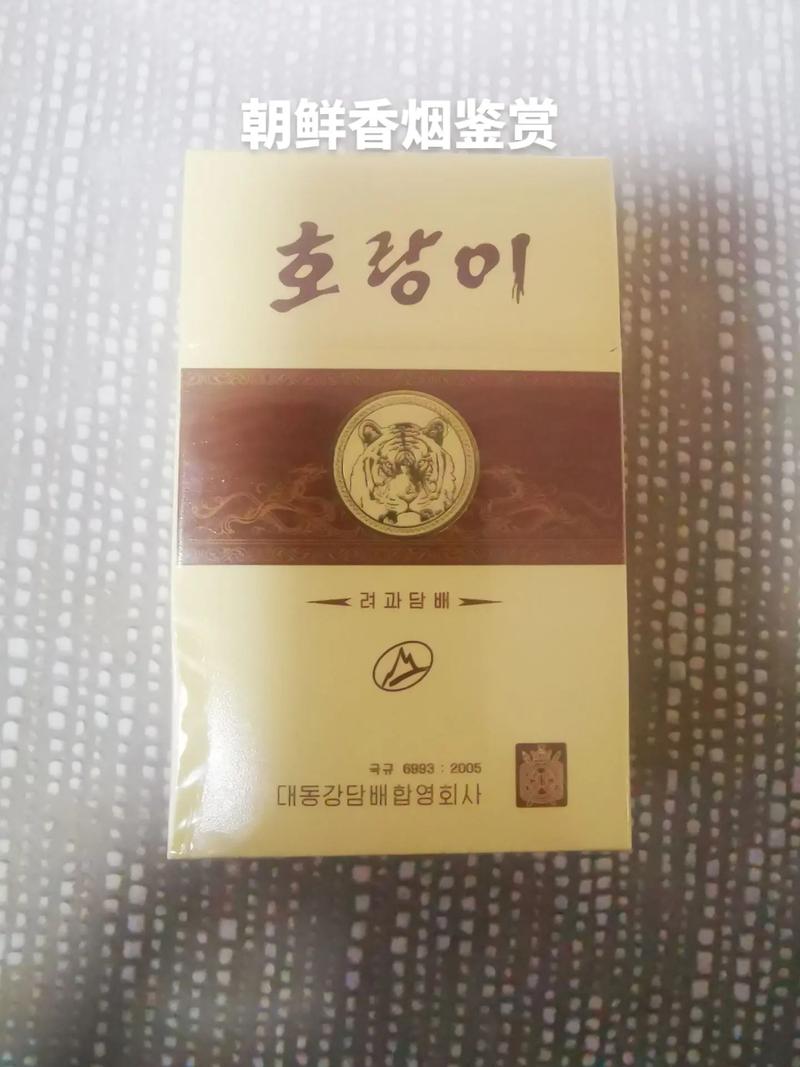 朝鲜香烟鉴赏
호랑이
려과담배
국규 6993 : 2005
대동강담배합영회사